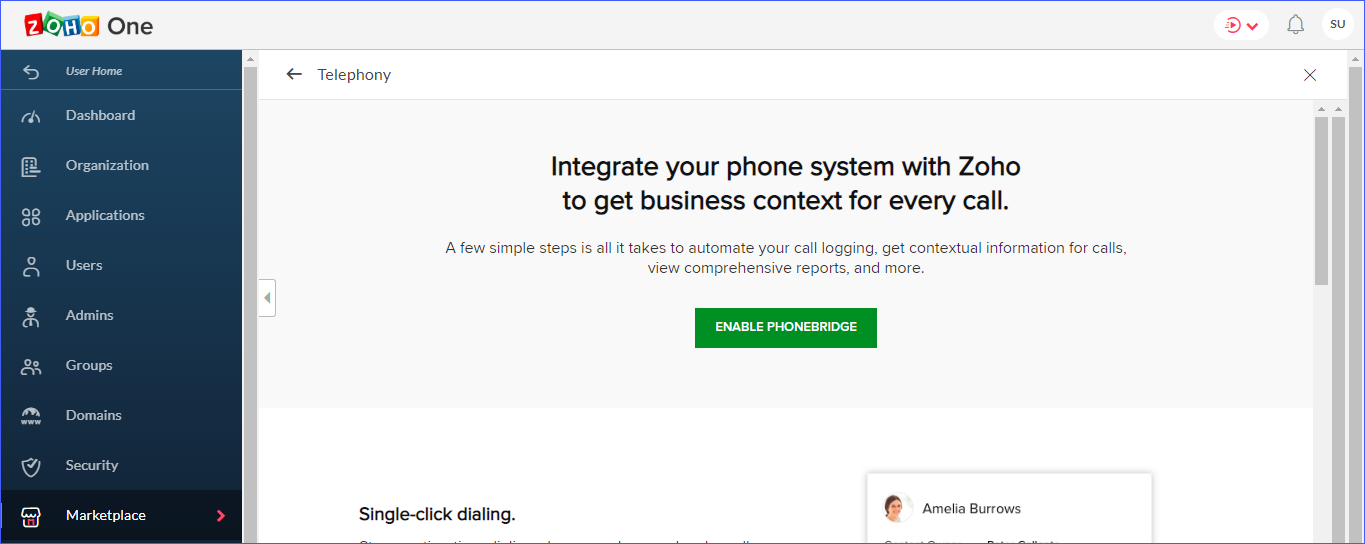 ZOHO One
SU
User Home
Telephony
Dashboard
Organization
Applications
Users
Admins
Groups
Domains
Security
Marketplace
Integrate your phone system with Zoho
to get business context for every call.
A few simple steps is all it takes to automate your call logging, get contextual information for calls,
view comprehensive reports, and more.
ENABLE PHONEBRIDGE
Single-click dialing.
Amelia Burrows